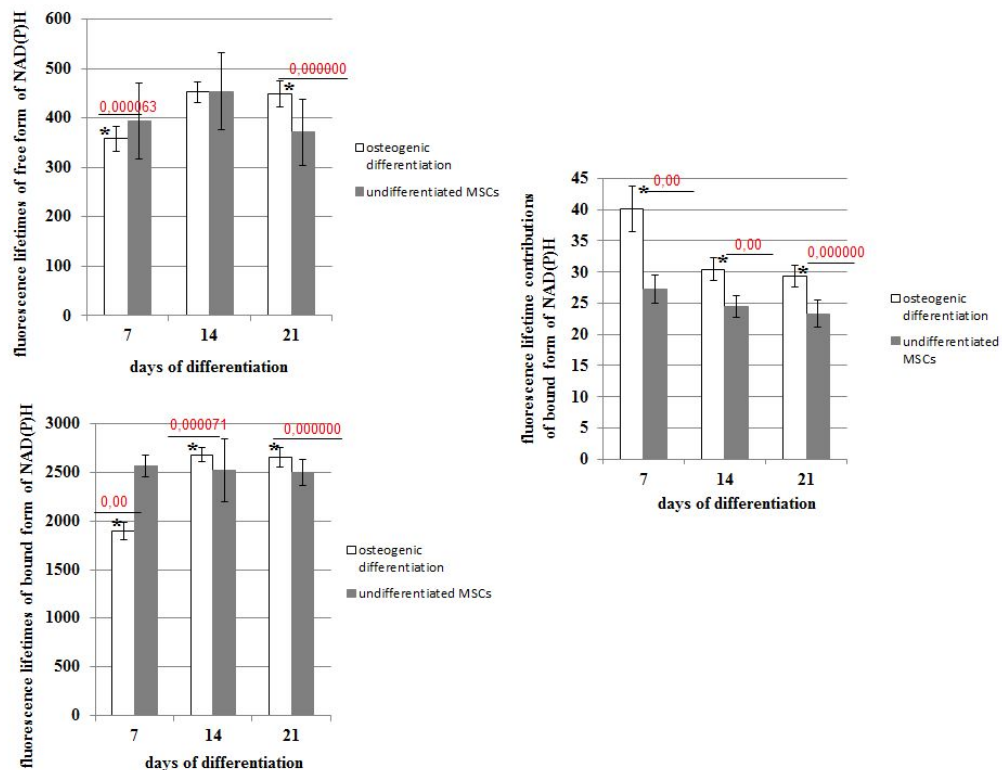 fluorescence lifetimes of free form of NAD(P)H
600
500
400
300
200
100
0
0,000063
*
0,000000
*
7 14 21
days of differentiation
osteogenic
differentiation
undifferentiated MSCs
fluorescence lifetime contributions
of bound form of NAD(P)H
45
40
35
30
25
20
15
10
5
0
*
0,00
*
0,00
*
0,000000
7 14 21
days of differentiation
osteogenic
differentiation
undifferentiated
MSCs
fluorescence lifetimes of bound form of NAD(P)H
3000
2500
2000
1500
1000
500
0
0,00
*
0,000071
*
0,000000
*
7 14 21
days of differentiation
osteogenic
differentiation
undifferentiated MSCs